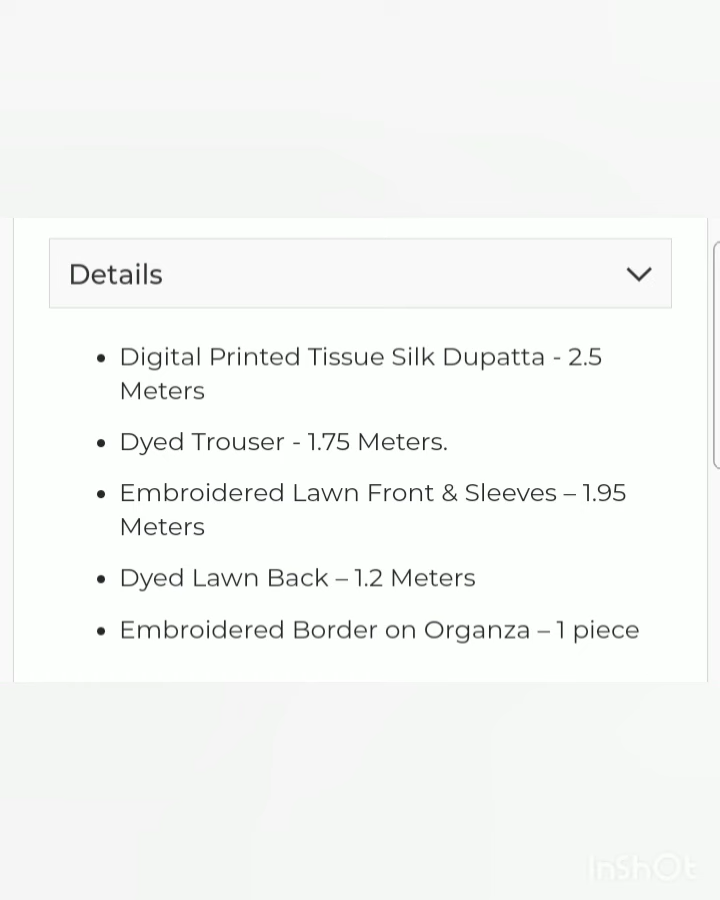 Details
• Digital Printed Tissue Silk Dupatta - 2.5
Meters
• Dyed Trouser - 1.75 Meters.
• Embroidered Lawn Front & Sleeves – 1.95
Meters
• Dyed Lawn Back – 1.2 Meters
• Embroidered Border on Organza – 1 piece
InShOt